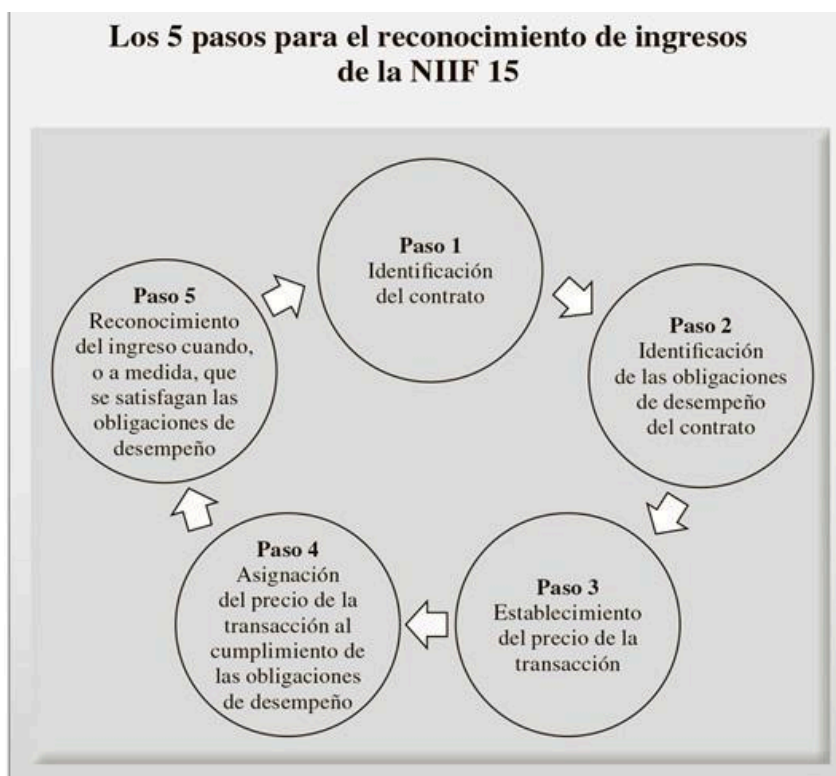 Los 5 pasos para el reconocimiento de ingresos
de la NIIF 15
Paso 1
Identificación
del contrato
Paso 2
Identificación
de las obligaciones
de desempeño
del contrato
Paso 3
Establecimiento
del precio de la
transacción
Paso 4
Asignación
del precio de la
transacción al
cumplimiento de
las obligaciones
de desempeño
Paso 5
Reconocimiento
del ingreso cuando,
o a medida, que
se satisfagan las
obligaciones de
desempeño